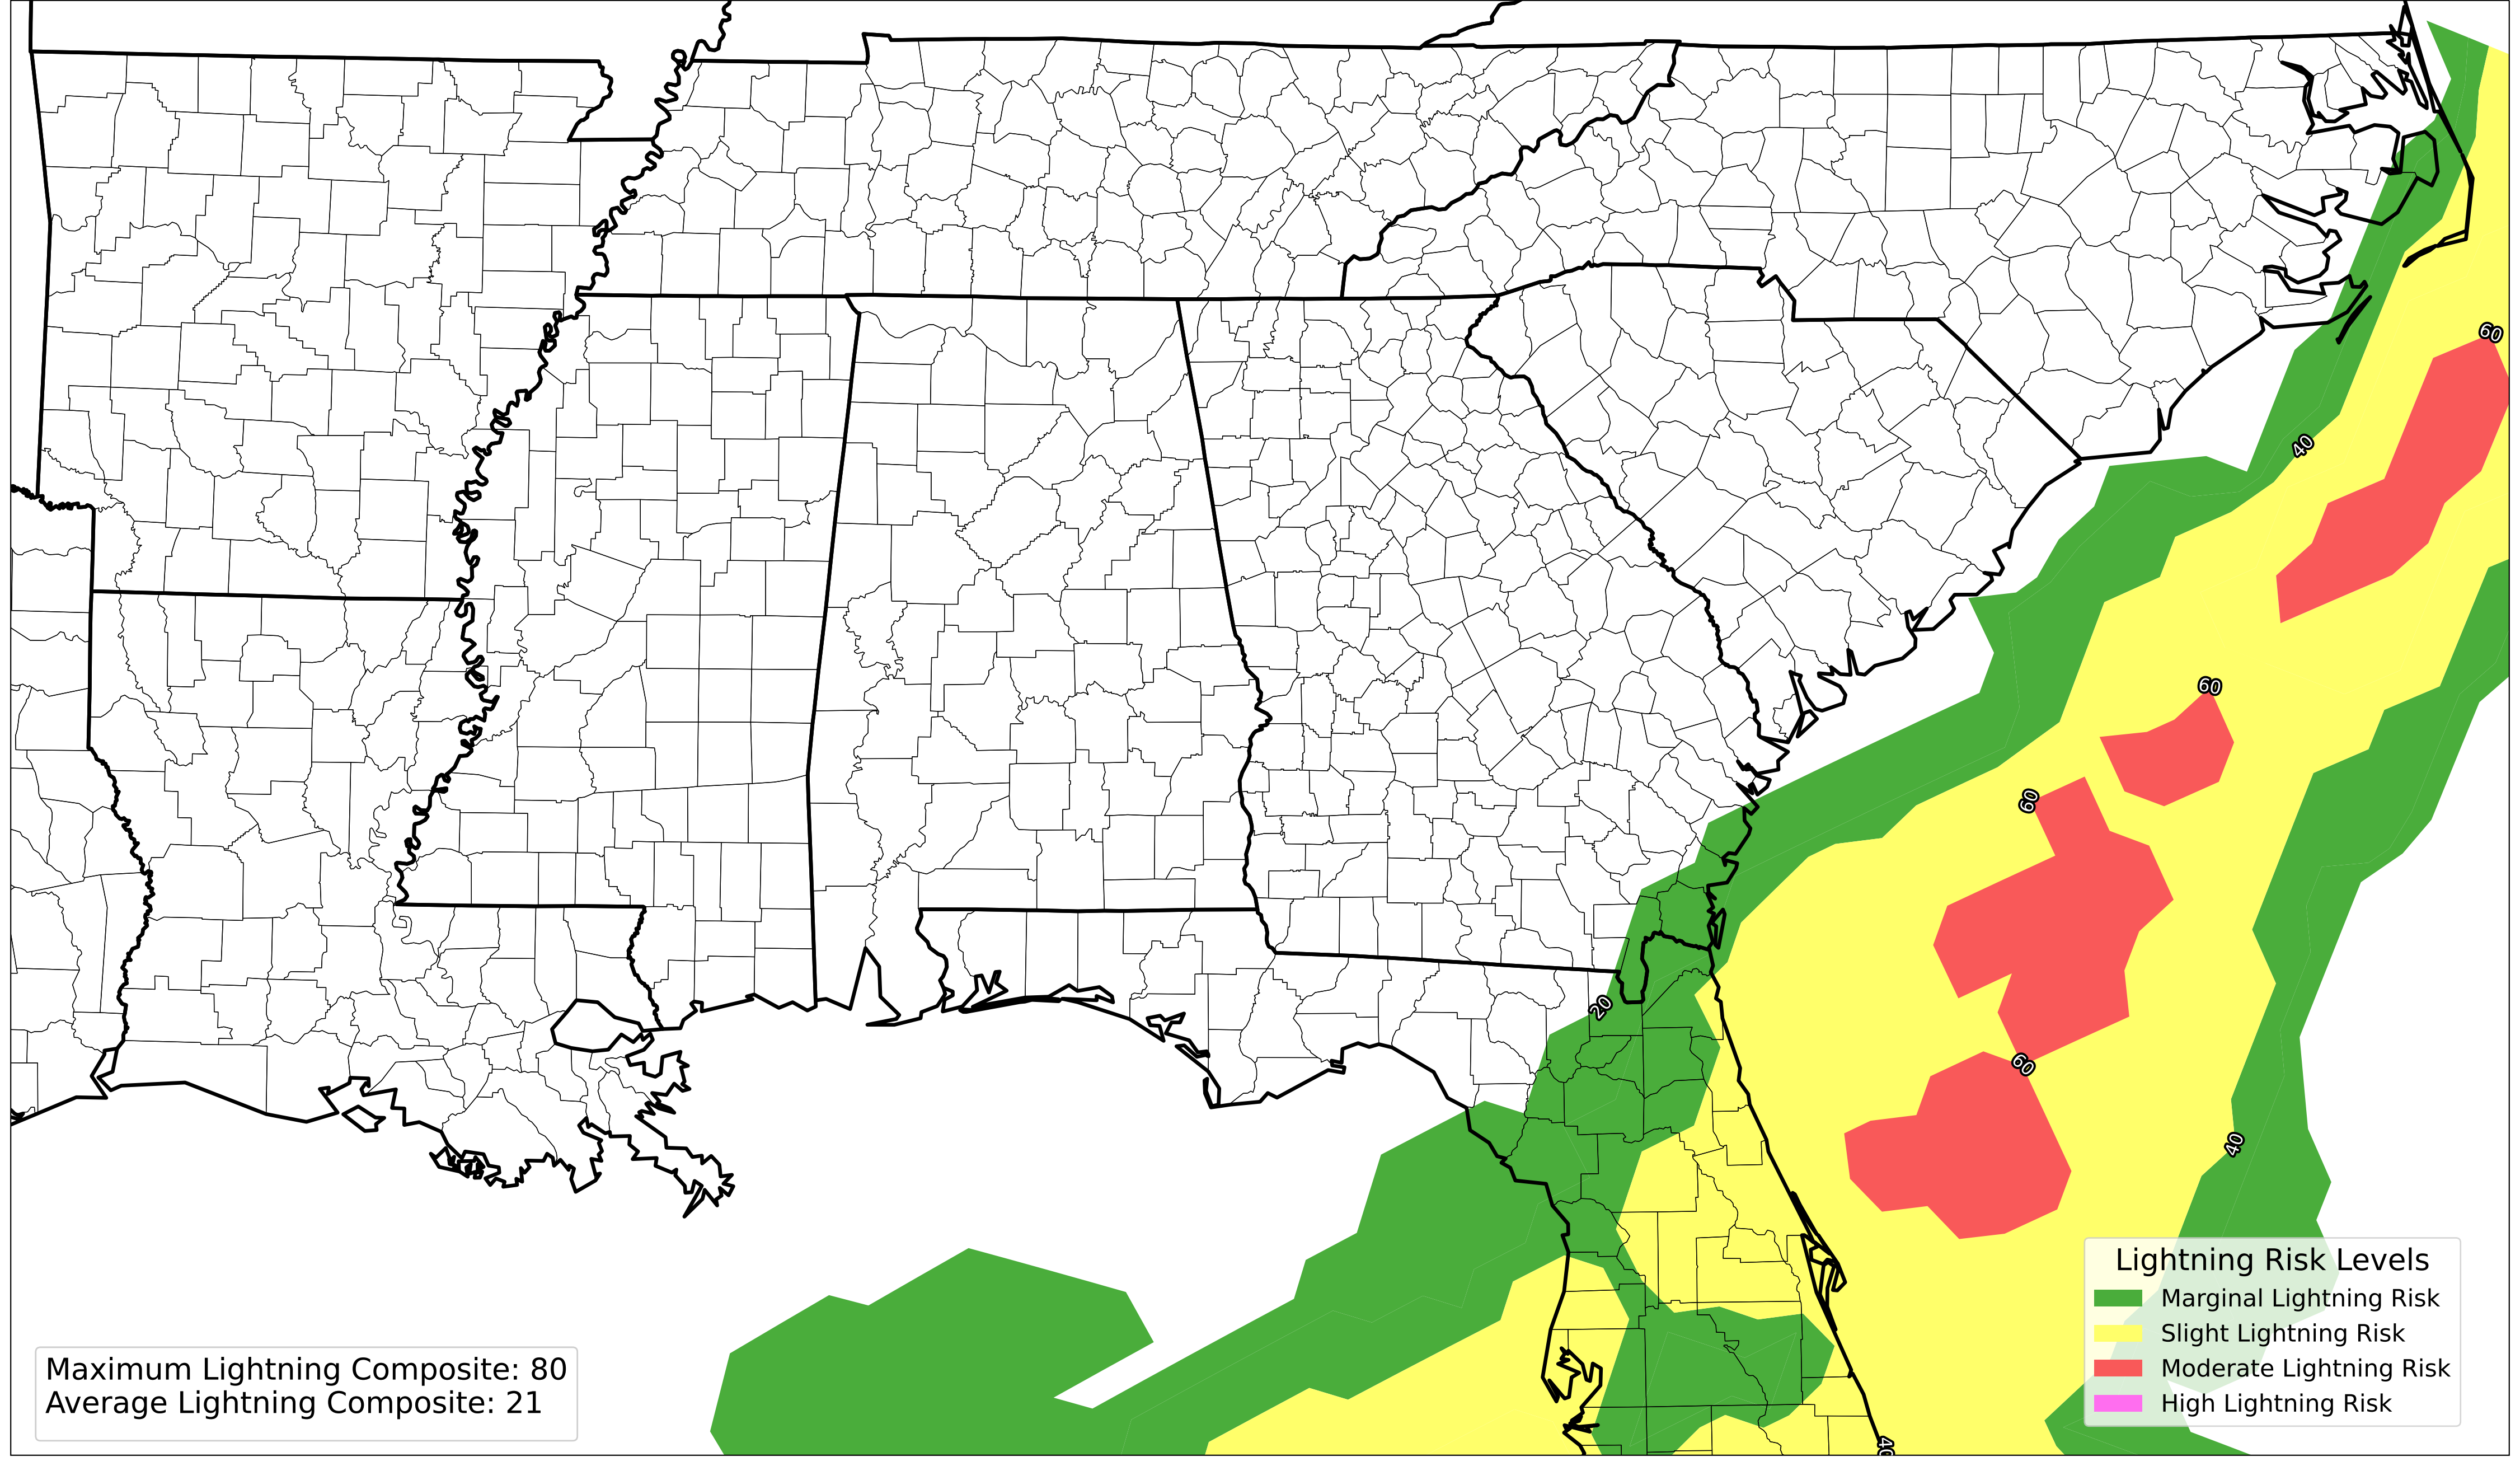 60
40
60
60
20
60
40
40
Lightning Risk Levels
Marginal Lightning Risk
Slight Lightning Risk
Moderate Lightning Risk
High Lightning Risk
Maximum Lightning Composite: 80
Average Lightning Composite: 21